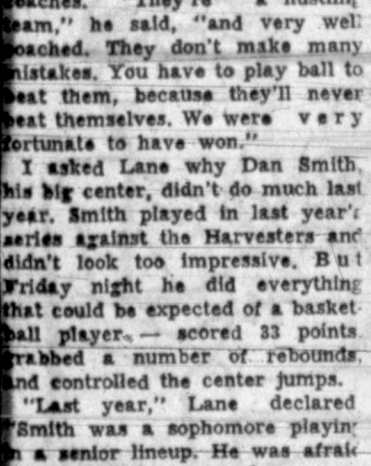 coaches. They're a hustling
team," he said, "and very well
coached. They don't make many
mistakes. You have to play ball to
beat them, because they'll never
beat themselves. We were very
fortunate to have won."
I asked Lane why Dan Smith,
his big center, didn't do much last
year. Smith played in last year's
series against the Harvesters and
didn't look too impressive. But
Friday night he did everything
that could be expected of a basket-
ball player — scored 33 points,
grabbed a number of rebounds,
and controlled the center jumps.
"Last year," Lane declared
"Smith was a sophomore playing
in a senior lineup. He was afraid